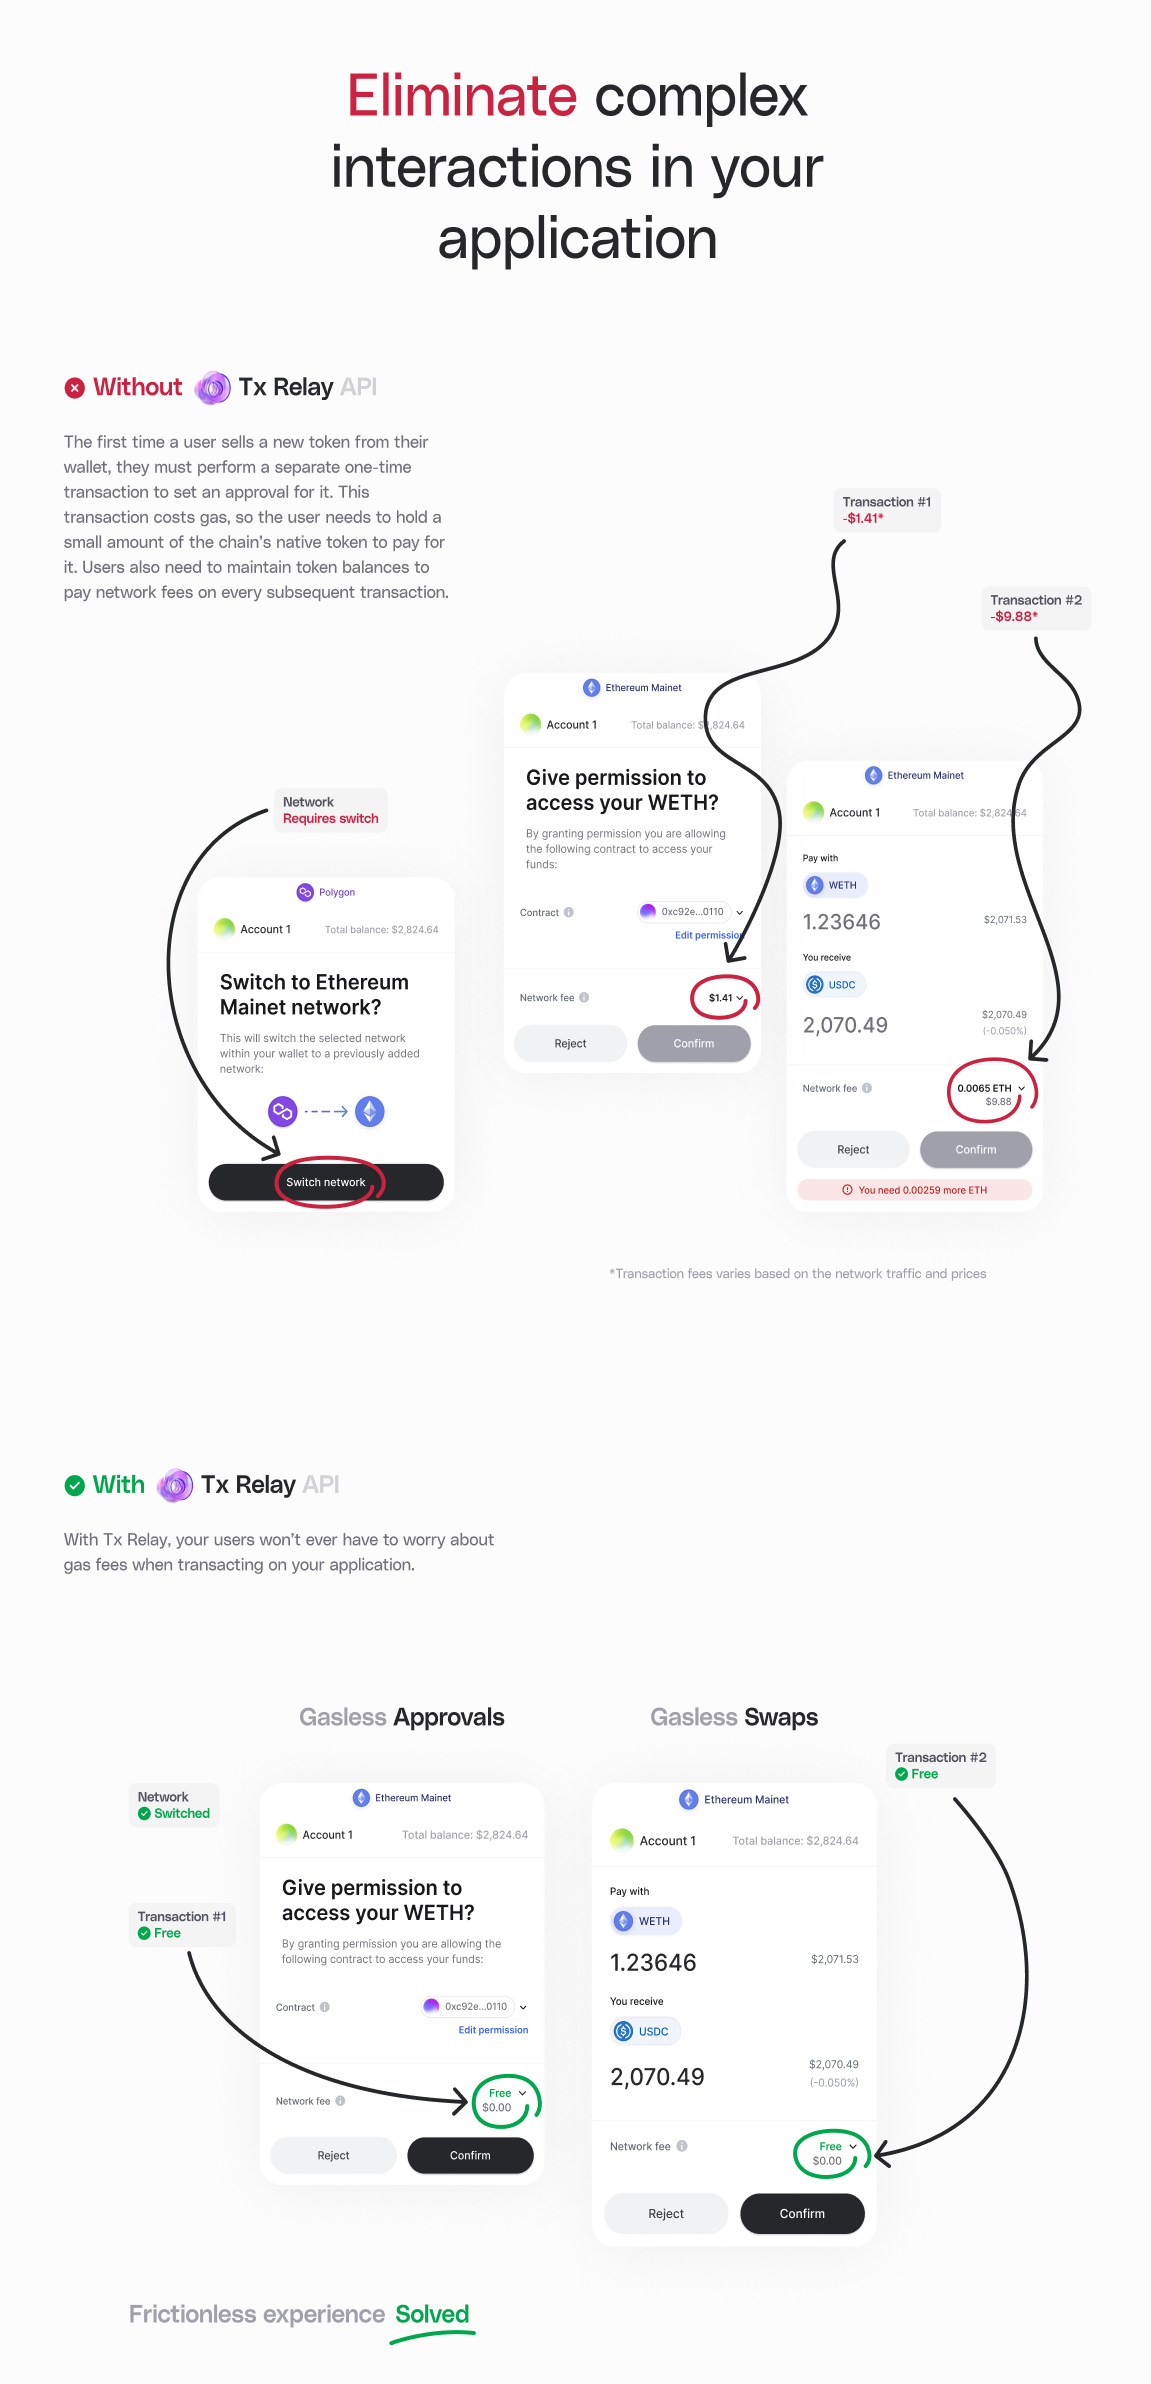 Eliminate complex
interactions in your
application
Without Tx Relay API
The first time a user sells a new token from their
wallet, they must perform a separate one-time
transaction to set an approval for it. This
transaction costs gas, so the user needs to hold a
small amount of the chain's native token to pay for
it. Users also need to maintain token balances to
pay network fees on every subsequent transaction.
Network
Requires switch
Polygon
Account 1 Total balance: $2,824.64
Switch to Ethereum
Mainet network?
This will switch the selected network
within your wallet to a previously added
network:
Switch network
Transaction #1
-$1.41*
Ethereum Mainet
Account 1 Total balance: $2,824.64
Give permission to
access your WETH?
By granting permission you are allowing
the following contract to access your
funds:
Contract 0xc92e...0110
Edit permission
Network fee $1.41
Reject Confirm
Transaction #2
-$9.88*
Ethereum Mainet
Account 1 Total balance: $2,824.64
Pay with
WETH
1.23646 $2,071.53
You receive
USDC
2,070.49 $2,070.49
(-0.050%)
Network fee 0.0065 ETH
$9.88
Reject Confirm
You need 0.00259 more ETH
*Transaction fees varies based on the network traffic and prices
With Tx Relay API
With Tx Relay, your users won't ever have to worry about
gas fees when transacting on your application.
Gasless Approvals
Network
Switched
Transaction #1
Free
Ethereum Mainet
Account 1 Total balance: $2,824.64
Give permission to
access your WETH?
By granting permission you are allowing the
following contract to access your funds:
Contract 0xc92e...0110
Edit permission
Network fee Free
$0.00
Reject Confirm
Gasless Swaps
Transaction #2
Free
Ethereum Mainet
Account 1 Total balance: $2,824.64
Pay with
WETH
1.23646 $2,071.53
You receive
USDC
2,070.49 $2,070.49
(-0.050%)
Network fee Free
$0.00
Reject Confirm
Frictionless experience Solved